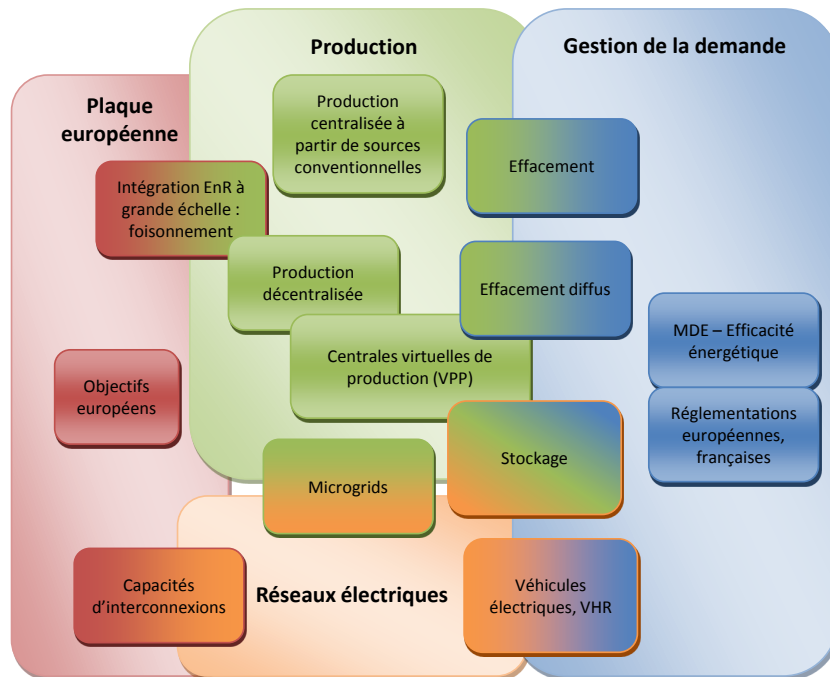 Production
Gestion de la demande
Plaque
européenne
Production
centralisée à
partir de sources
conventionnelles
Effacement
Intégration EnR à
grande échelle :
foisonnement
Production
décentralisée
Effacement diffus
MDE – Efficacité
énergétique
Centrales virtuelles de
production (VPP)
Objectifs
européens
Réglementations
européennes,
françaises
Stockage
Microgrids
Capacités
d’interconnexions
Réseaux électriques
Véhicules
électriques, VHR